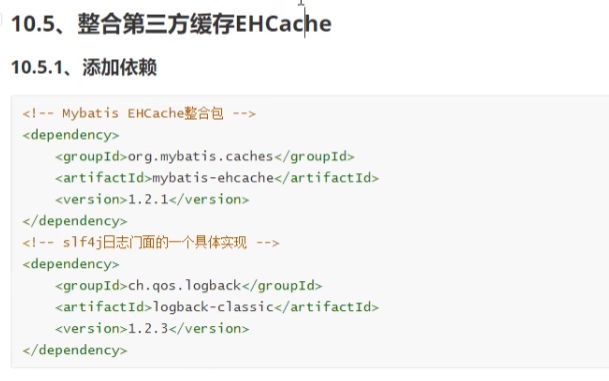 10.5、整合第三方缓存EHCache
10.5.1、添加依赖
<!-- Mybatis EHCache整合包 -->
<dependency>
    <groupId>org.mybatis.caches</groupId>
    <artifactId>mybatis-ehcache</artifactId>
    <version>1.2.1</version>
</dependency>
<!-- slf4j日志门面的一个具体实现 -->
<dependency>
    <groupId>ch.qos.logback</groupId>
    <artifactId>logback-classic</artifactId>
    <version>1.2.3</version>
</dependency>